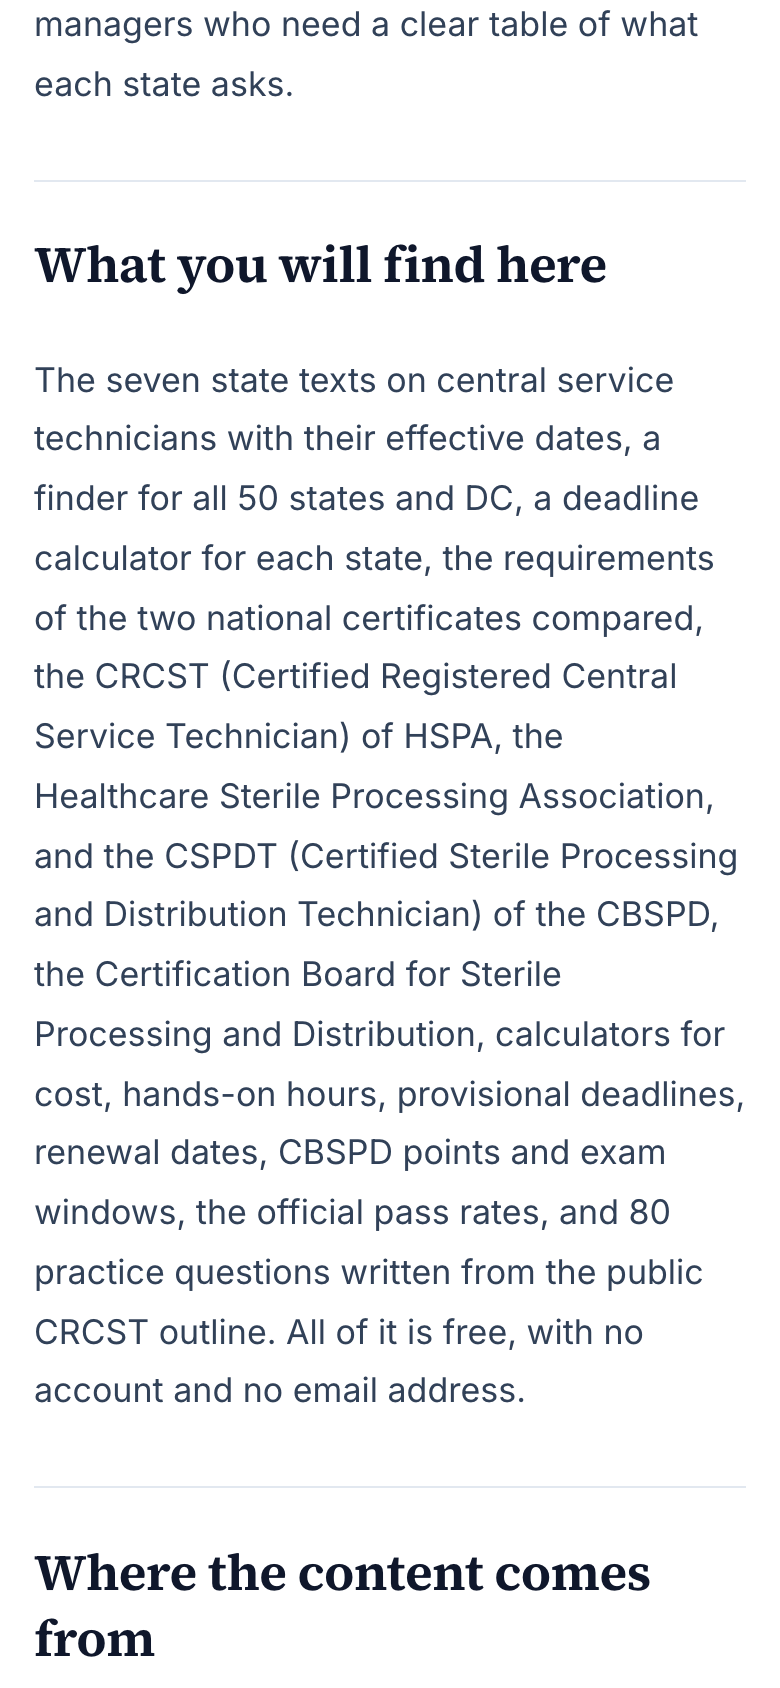 managers who need a clear table of what
each state asks.
What you will find here
The seven state texts on central service
technicians with their effective dates, a
finder for all 50 states and DC, a deadline
calculator for each state, the requirements
of the two national certificates compared,
the CRCST (Certified Registered Central
Service Technician) of HSPA, the
Healthcare Sterile Processing Association,
and the CSPDT (Certified Sterile Processing
and Distribution Technician) of the CBSPD,
the Certification Board for Sterile
Processing and Distribution, calculators for
cost, hands-on hours, provisional deadlines,
renewal dates, CBSPD points and exam
windows, the official pass rates, and 80
practice questions written from the public
CRCST outline. All of it is free, with no
account and no email address.
Where the content comes
from